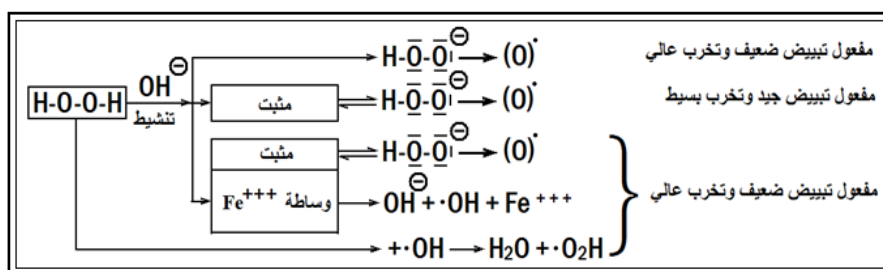 H-O-O⊖ → (O)• مفعول تبييض ضعيف وتخرب عالي
H-O-O-H OH⊖ تنشيط
مثبت ⇌ H-O-O⊖ → (O)• مفعول تبييض جيد وتخرب بسيط
مثبت ⇌ H-O-O⊖ → (O)•
وساطة Fe+++ → OH⊖ + ·OH + Fe+++ مفعول تبييض ضعيف وتخرب عالي
+·OH → H₂O + ·O₂H